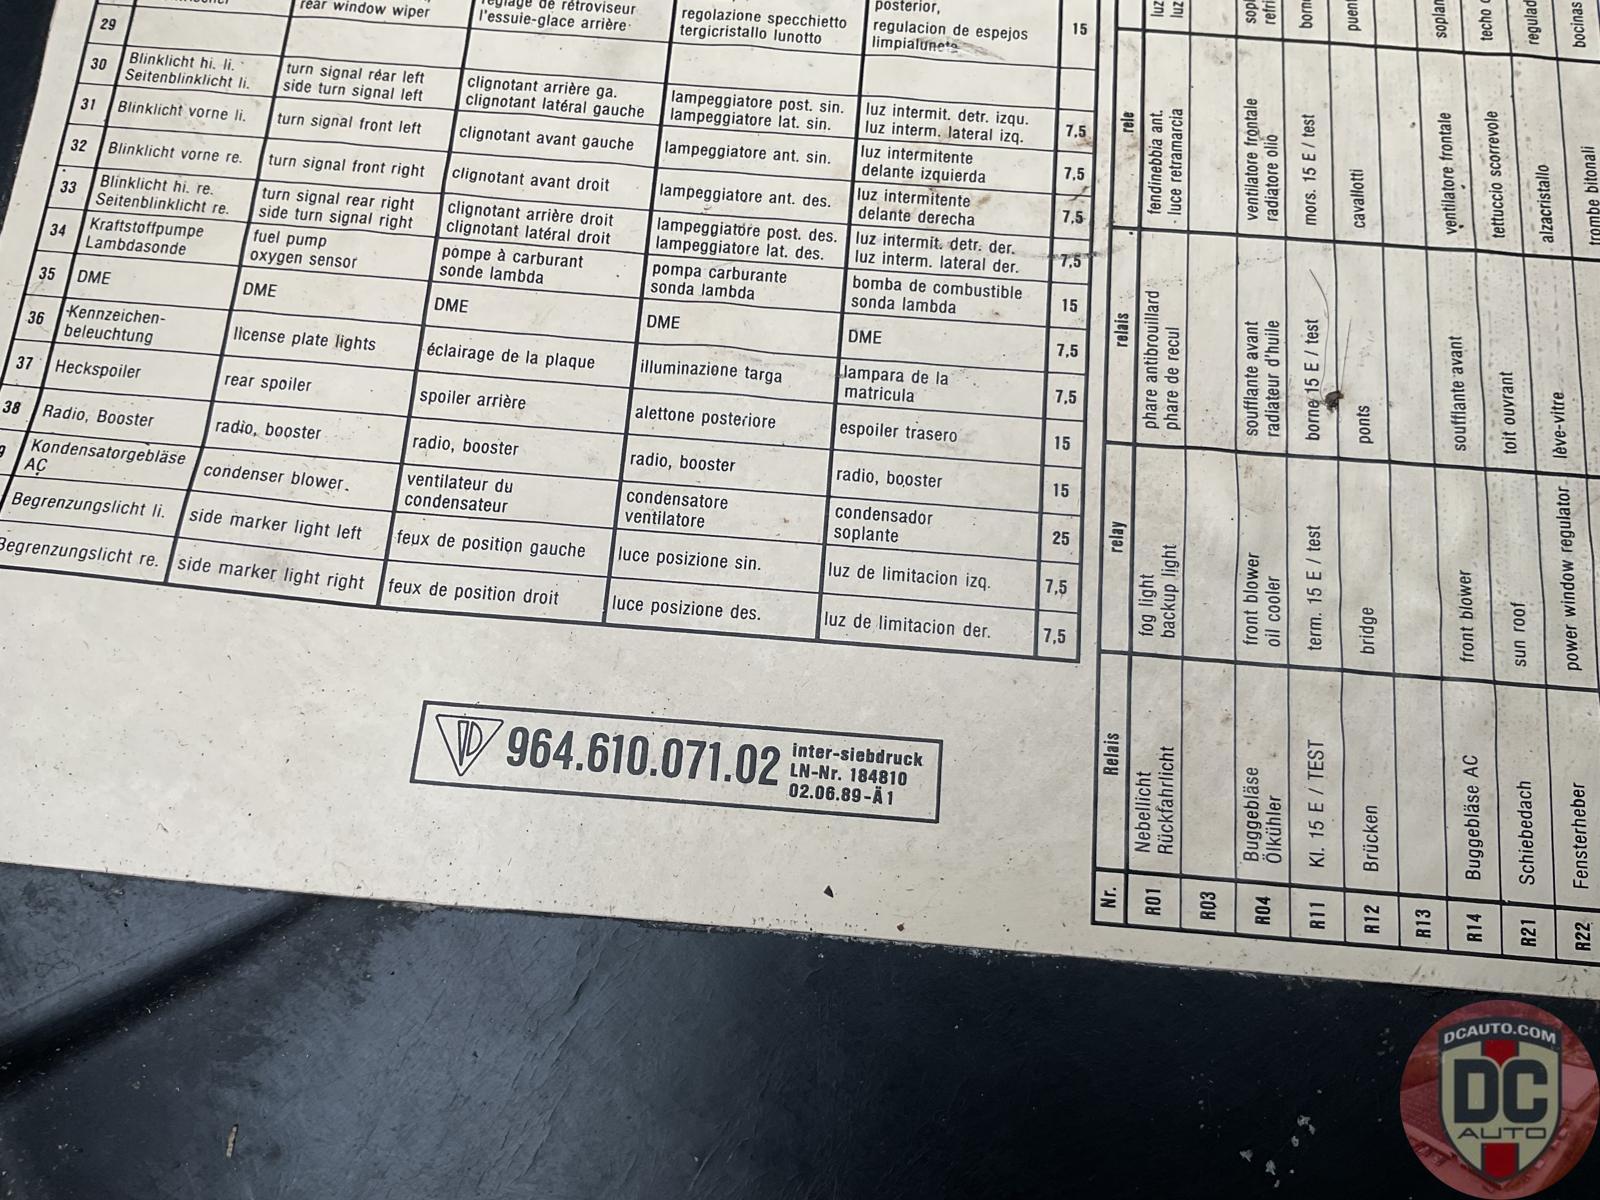 rear window wiper
réglage de rétroviseur
l'essuie-glace arrière
regolazione specchietto
tergicristallo lunotto
posterior,
regulacion de espejos
limpialuneta
15
29
30
Blinklicht hi. li.
Seitenblinklicht li.
turn signal rear left
side turn signal left
clignotant arrière ga.
clignotant latéral gauche
lampeggiatore post. sin.
lampeggiatore lat. sin.
luz intermit. detr. izqu.
luz interm. lateral izq.
7,5
31
Blinklicht vorne li.
turn signal front left
clignotant avant gauche
lampeggiatore ant. sin.
luz intermitente
delante izquierda
7,5
32
Blinklicht vorne re.
turn signal front right
clignotant avant droit
lampeggiatore ant. des.
luz intermitente
delante derecha
7,5
33
Blinklicht hi. re.
Seitenblinklicht re.
turn signal rear right
side turn signal right
clignotant arrière droit
clignotant latéral droit
lampeggiatore post. des.
lampeggiatore lat. des.
luz intermit. detr. der.
luz interm. lateral der.
7,5
34
Kraftstoffpumpe
Lambdasonde
fuel pump
oxygen sensor
pompe à carburant
sonde lambda
pompa carburante
sonda lambda
bomba de combustible
sonda lambda
15
35
DME
DME
DME
DME
DME
7,5
36
Kennzeichen-
beleuchtung
license plate lights
éclairage de la plaque
illuminazione targa
lampara de la
matricula
7,5
37
Heckspoiler
rear spoiler
spoiler arrière
alettone posteriore
espoiler trasero
15
38
Radio, Booster
radio, booster
radio, booster
radio, booster
radio, booster
15
Kondensatorgebläse
AC
condenser blower
ventilateur du
condensateur
condensatore
ventilatore
condensador
soplante
25
Begrenzungslicht li.
side marker light left
feux de position gauche
luce posizione sin.
luz de limitacion izq.
7,5
Begrenzungslicht re.
side marker light right
feux de position droit
luce posizione des.
luz de limitacion der.
7,5
964.610.071.02
inter-siebdruck
LN-Nr. 184810
02.06.89-Ä1
Nr.
Relais
relay
relais
rele
R01
Nebellicht
Rückfahrlicht
fog light
backup light
phare antibrouillard
phare de recul
fendinebbia ant.
luce retramarcia
luz
luz
R03
R04
Buggebläse
Ölkühler
front blower
oil cooler
soufflante avant
radiateur d'huile
ventilatore frontale
radiatore olio
R11
Kl. 15 E / TEST
term. 15 E / test
borne 15 E / test
mors. 15 E / test
R12
Brücken
bridge
ponts
cavallotti
R13
R14
Buggebläse AC
front blower
soufflante avant
ventilatore frontale
R21
Schiebedach
sun roof
toit ouvrant
tettuccio scorrevole
techo
R22
Fensterheber
power window regulator
lève-vitre
alzacristallo
trombe bitonali
bocinas
DCAUTO.COM
DC
AUTO